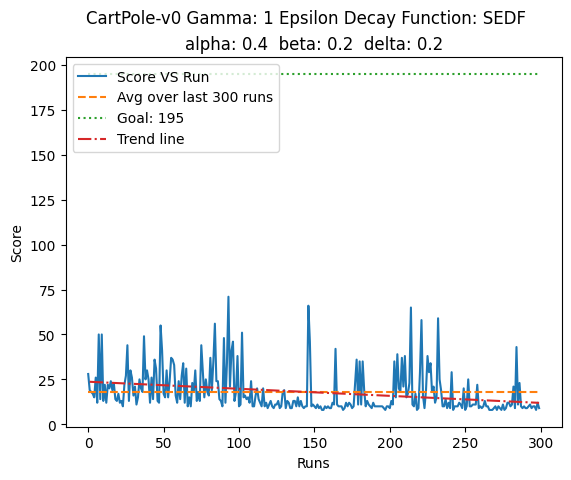 CartPole-v0 Gamma: 1 Epsilon Decay Function: SEDF
alpha: 0.4 beta: 0.2 delta: 0.2
Score VS Run
Avg over last 300 runs
Goal: 195
Trend line
200
175
150
125
100
75
50
25
0
Score
0 50 100 150 200 250 300
Runs